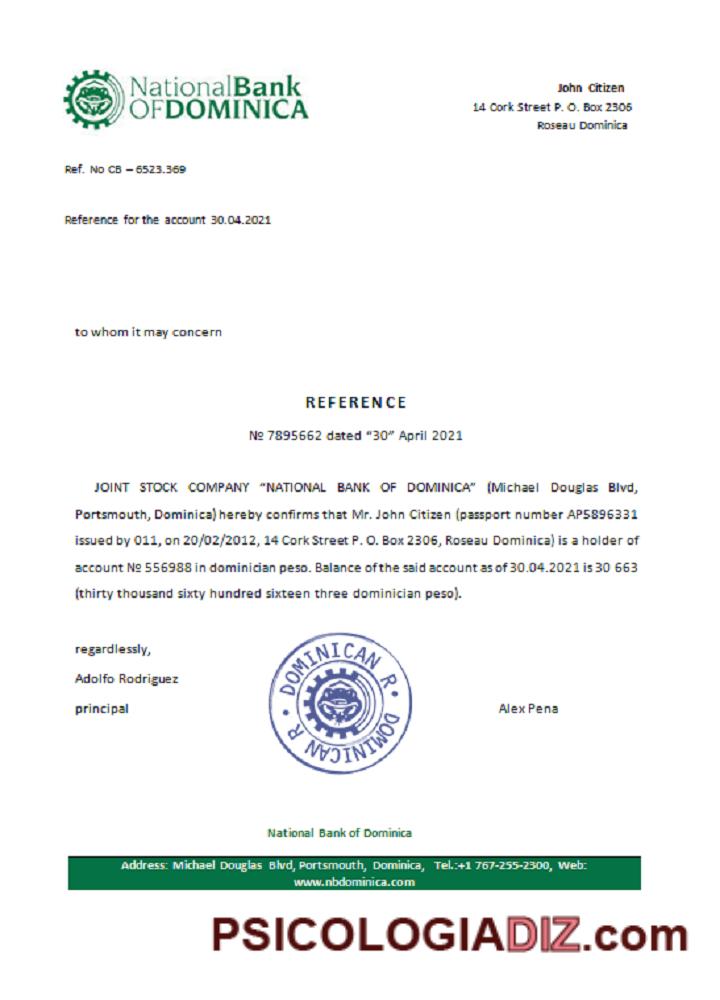 NationalBank
OFDOMINICA
John Citizen
14 Cork Street P. O. Box 2306
Roseau Dominica
Ref. No CB – 6523.369
Reference for the account 30.04.2021
to whom it may concern
REFERENCE
№ 7895662 dated “30” April 2021
JOINT STOCK COMPANY “NATIONAL BANK OF DOMINICA” (Michael Douglas Blvd,
Portsmouth, Dominica) hereby confirms that Mr. John Citizen (passport number AP5896331
issued by 011, on 20/02/2012, 14 Cork Street P. O. Box 2306, Roseau Dominica) is a holder of
account № 556988 in dominician peso. Balance of the said account as of 30.04.2021 is 30 663
(thirty thousand sixty hundred sixteen three dominician peso).
regardlessly,
Adolfo Rodriguez
principal
DOMINICAN R • DOMINICAN R •
Alex Pena
National Bank of Dominica
Address: Michael Douglas Blvd, Portsmouth, Dominica, Tel.:+1 767-255-2300, Web:
www.nbdominica.com
PSICOLOGIADIZ.com